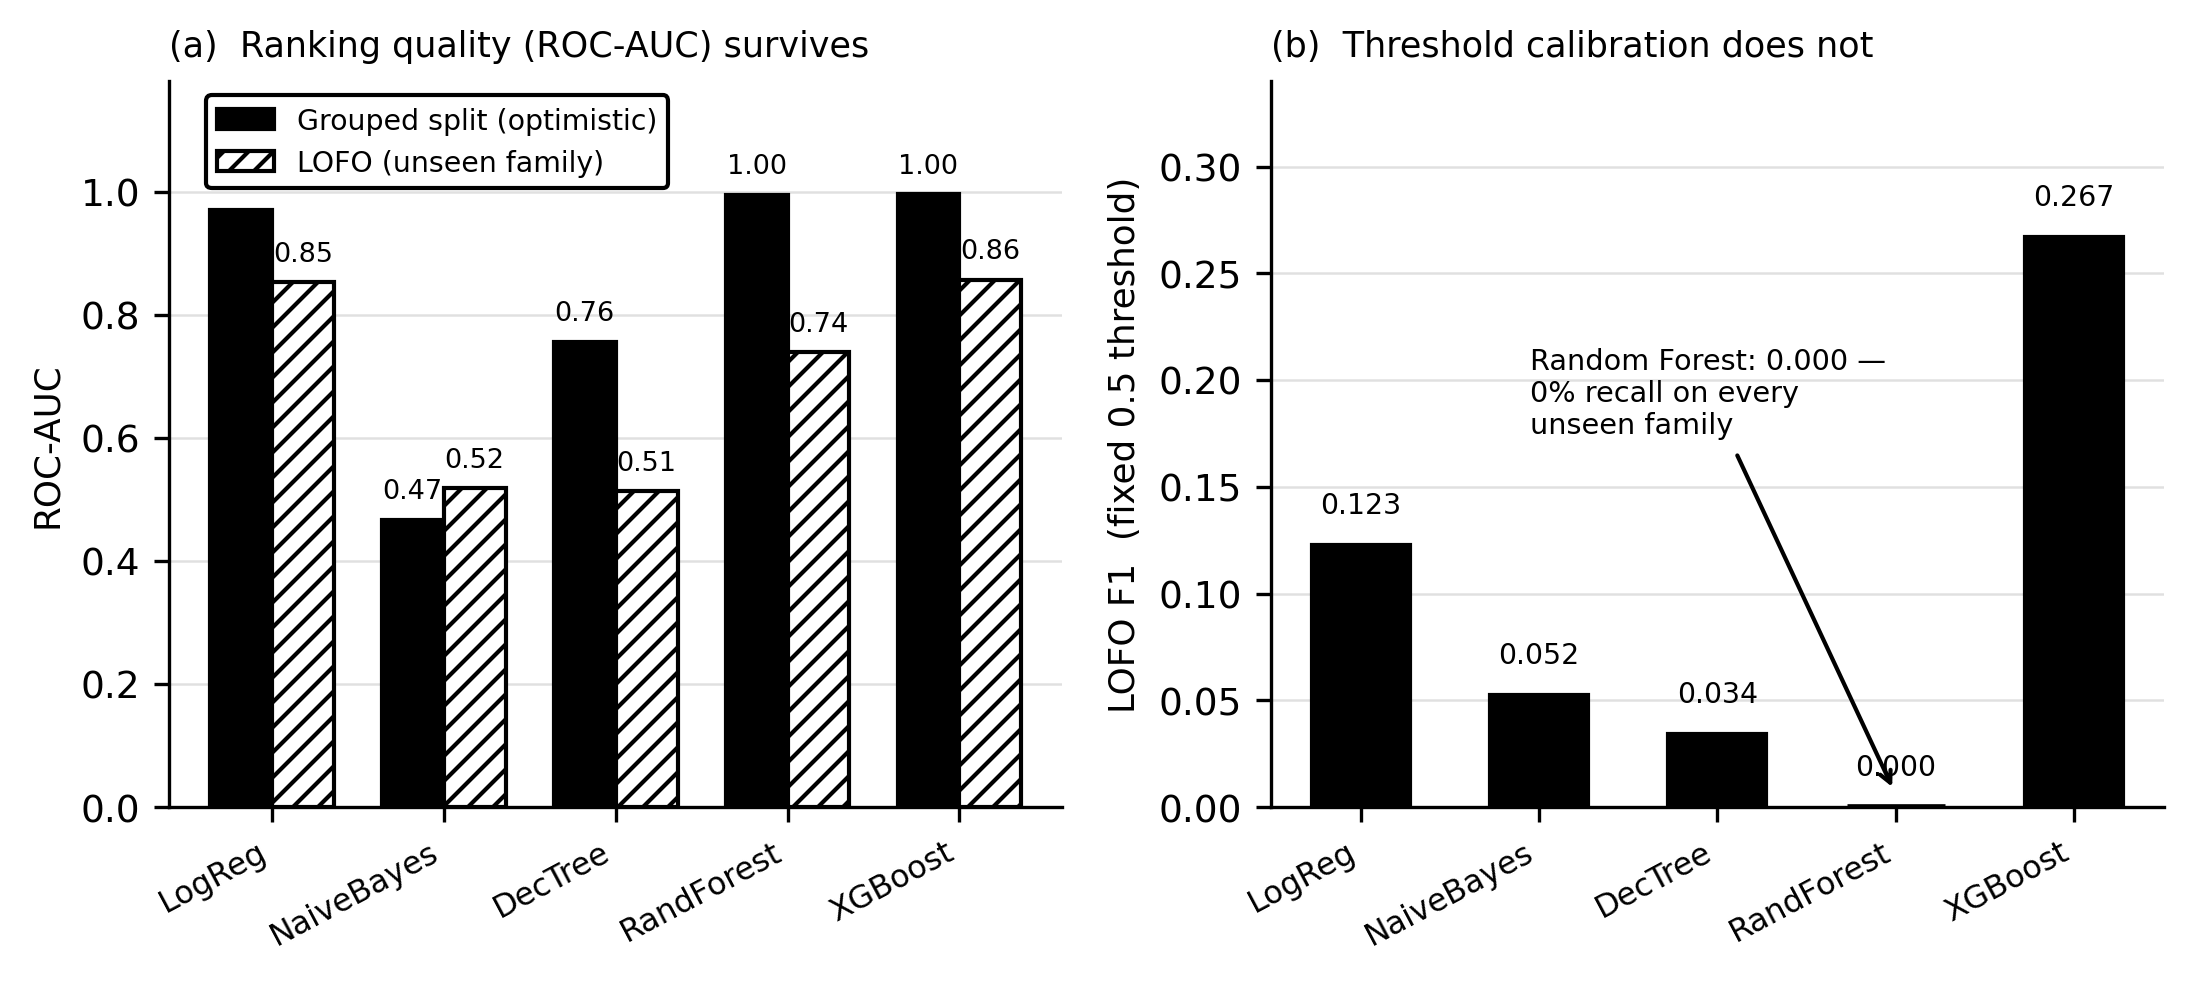 (a)  Ranking quality (ROC-AUC) survives
Grouped split (optimistic)
LOFO (unseen family)
ROC-AUC
1.0
0.8
0.6
0.4
0.2
0.0
0.85
0.47
0.52
0.76
0.51
1.00
0.74
1.00
0.86
LogReg
NaiveBayes
DecTree
RandForest
XGBoost
(b)  Threshold calibration does not
LOFO F1  (fixed 0.5 threshold)
0.30
0.25
0.20
0.15
0.10
0.05
0.00
0.123
0.052
0.034
0.000
0.267
Random Forest: 0.000 —
0% recall on every
unseen family
LogReg
NaiveBayes
DecTree
RandForest
XGBoost